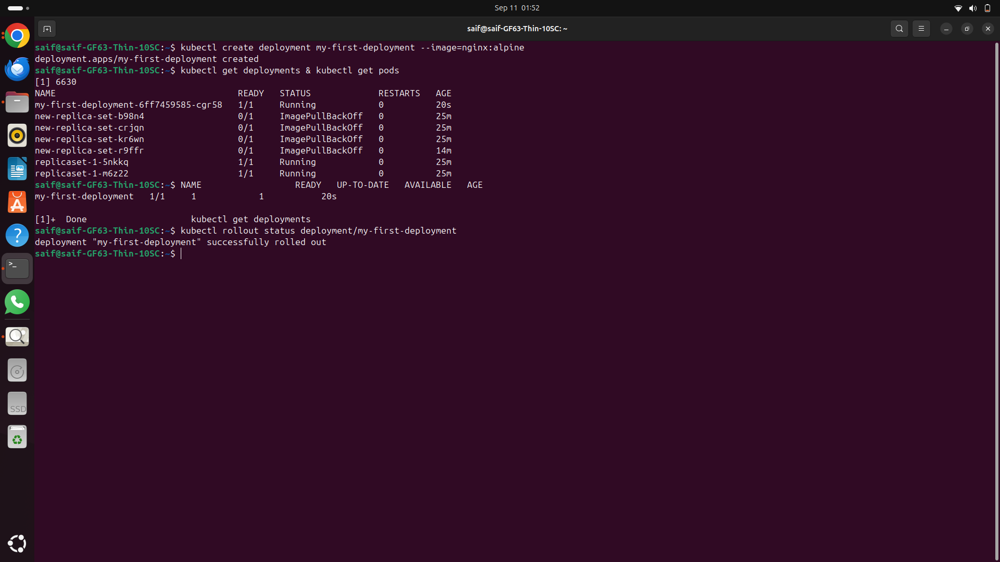 Sep 11 01:52
saif@saif-GF63-Thin-10SC: ~
saif@saif-GF63-Thin-10SC:~$ kubectl create deployment my-first-deployment --image=nginx:alpine
deployment.apps/my-first-deployment created
saif@saif-GF63-Thin-10SC:~$ kubectl get deployments & kubectl get pods
[1] 6630
NAME                                   READY   STATUS             RESTARTS   AGE
my-first-deployment-6ff7459585-cgr58   1/1     Running            0          20s
new-replica-set-b98n4                  0/1     ImagePullBackOff   0          25m
new-replica-set-crjqn                  0/1     ImagePullBackOff   0          25m
new-replica-set-kr6wn                  0/1     ImagePullBackOff   0          25m
new-replica-set-r9ffr                  0/1     ImagePullBackOff   0          14m
replicaset-1-5nkkq                     1/1     Running            0          25m
replicaset-1-m6z22                     1/1     Running            0          25m
saif@saif-GF63-Thin-10SC:~$ NAME                  READY   UP-TO-DATE   AVAILABLE   AGE
my-first-deployment   1/1     1            1           20s
[1]+  Done                    kubectl get deployments
saif@saif-GF63-Thin-10SC:~$ kubectl rollout status deployment/my-first-deployment
deployment "my-first-deployment" successfully rolled out
saif@saif-GF63-Thin-10SC:~$
>_
SSD